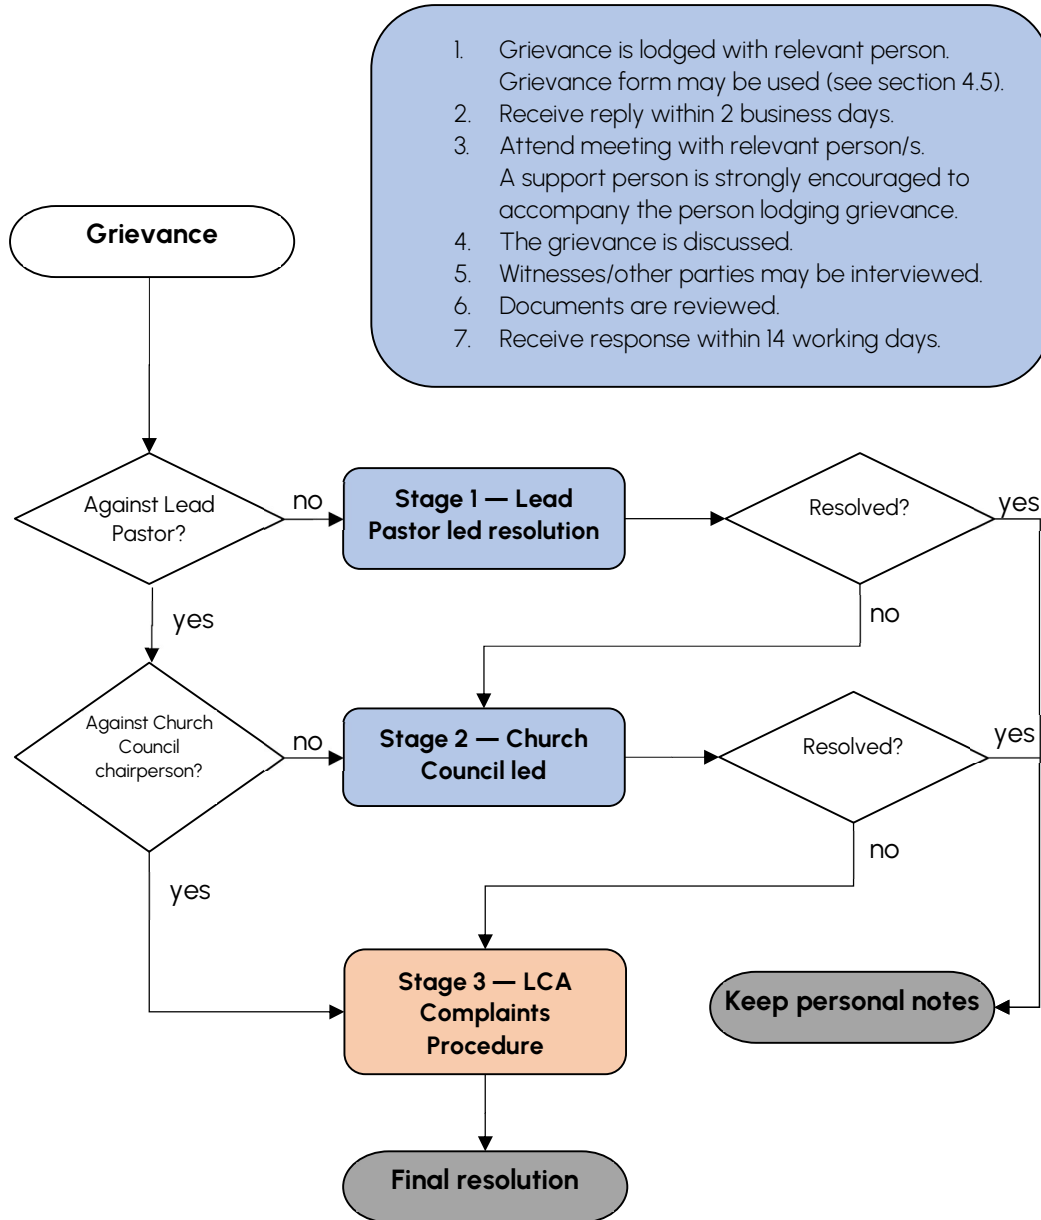 1. Grievance is lodged with relevant person.
Grievance form may be used (see section 4.5).
2. Receive reply within 2 business days.
3. Attend meeting with relevant person/s.
A support person is strongly encouraged to
accompany the person lodging grievance.
4. The grievance is discussed.
5. Witnesses/other parties may be interviewed.
6. Documents are reviewed.
7. Receive response within 14 working days.
Grievance
Against Lead
Pastor?
no
Stage 1 — Lead
Pastor led resolution
Resolved?
yes
yes
no
Against Church
Council
chairperson?
no
Stage 2 — Church
Council led
Resolved?
yes
yes
no
Stage 3 — LCA
Complaints
Procedure
Keep personal notes
Final resolution